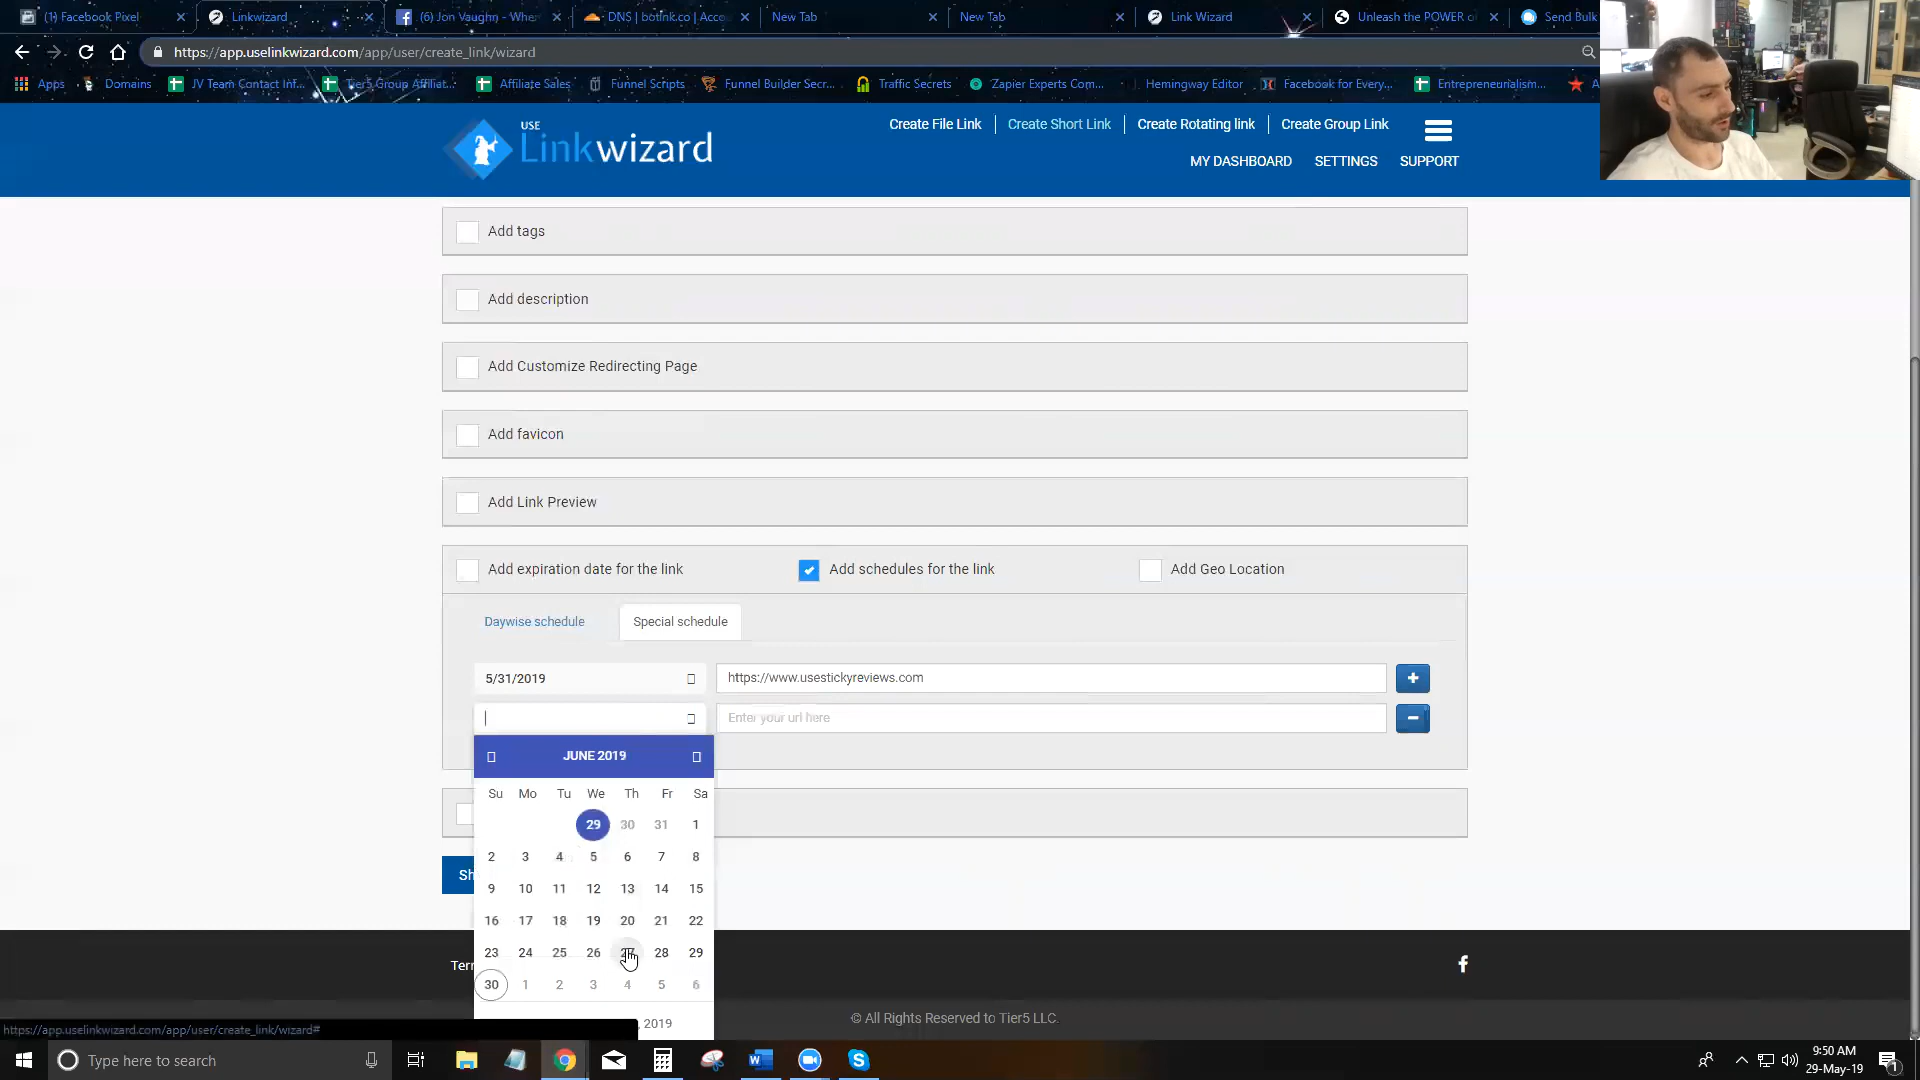 (1) Facebook Pixel
Linkwizard
(6) Jon Vaughn - Whe
DNS | botlink.co | Acco
New Tab
New Tab
Link Wizard
Unleash the POWER o
Send Bulk
https://app.uselinkwizard.com/app/user/create_link/wizard
Apps
Domains
JV Team Contact Inf...
Tier5 Group Affiliat...
Affiliate Sales
Funnel Scripts
Funnel Builder Secr...
Traffic Secrets
Zapier Experts Com...
Hemingway Editor
Facebook for Every...
Entrepreneurialism...
USE
Linkwizard
Create File Link
Create Short Link
Create Rotating link
Create Group Link
MY DASHBOARD
SETTINGS
SUPPORT
Add tags
Add description
Add Customize Redirecting Page
Add favicon
Add Link Preview
Add expiration date for the link
Add schedules for the link
Add Geo Location
Daywise schedule
Special schedule
5/31/2019
https://www.usestickyreviews.com
+
Enter your url here
-
JUNE 2019
Su Mo Tu We Th Fr Sa
29 30 31 1
2 3 4 5 6 7 8
9 10 11 12 13 14 15
16 17 18 19 20 21 22
23 24 25 26 27 28 29
30 1 2 3 4 5 6
, 2019
Sh
Terr
© All Rights Reserved to Tier5 LLC.
https://app.uselinkwizard.com/app/user/create_link/wizard#
Type here to search
9:50 AM
29-May-19
1